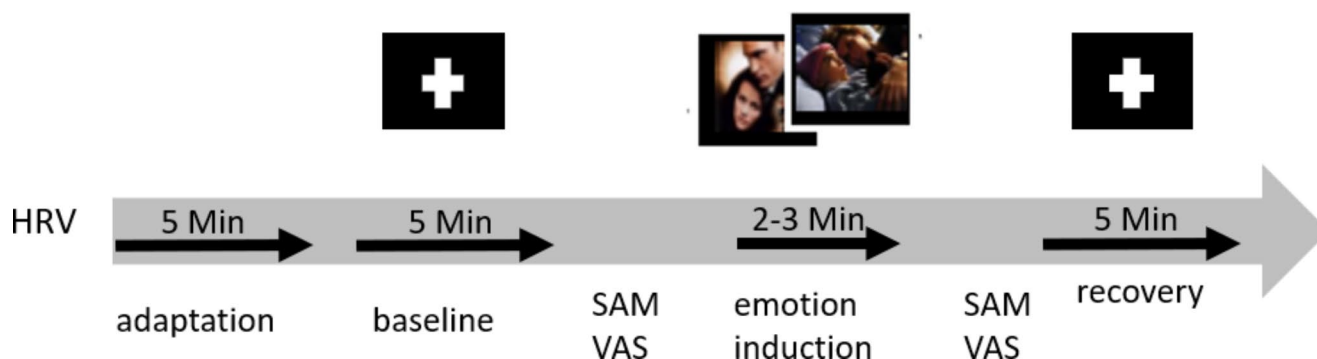 HRV
5 Min
5 Min
2-3 Min
5 Min
adaptation
baseline
SAM
VAS
emotion
induction
SAM
VAS
recovery